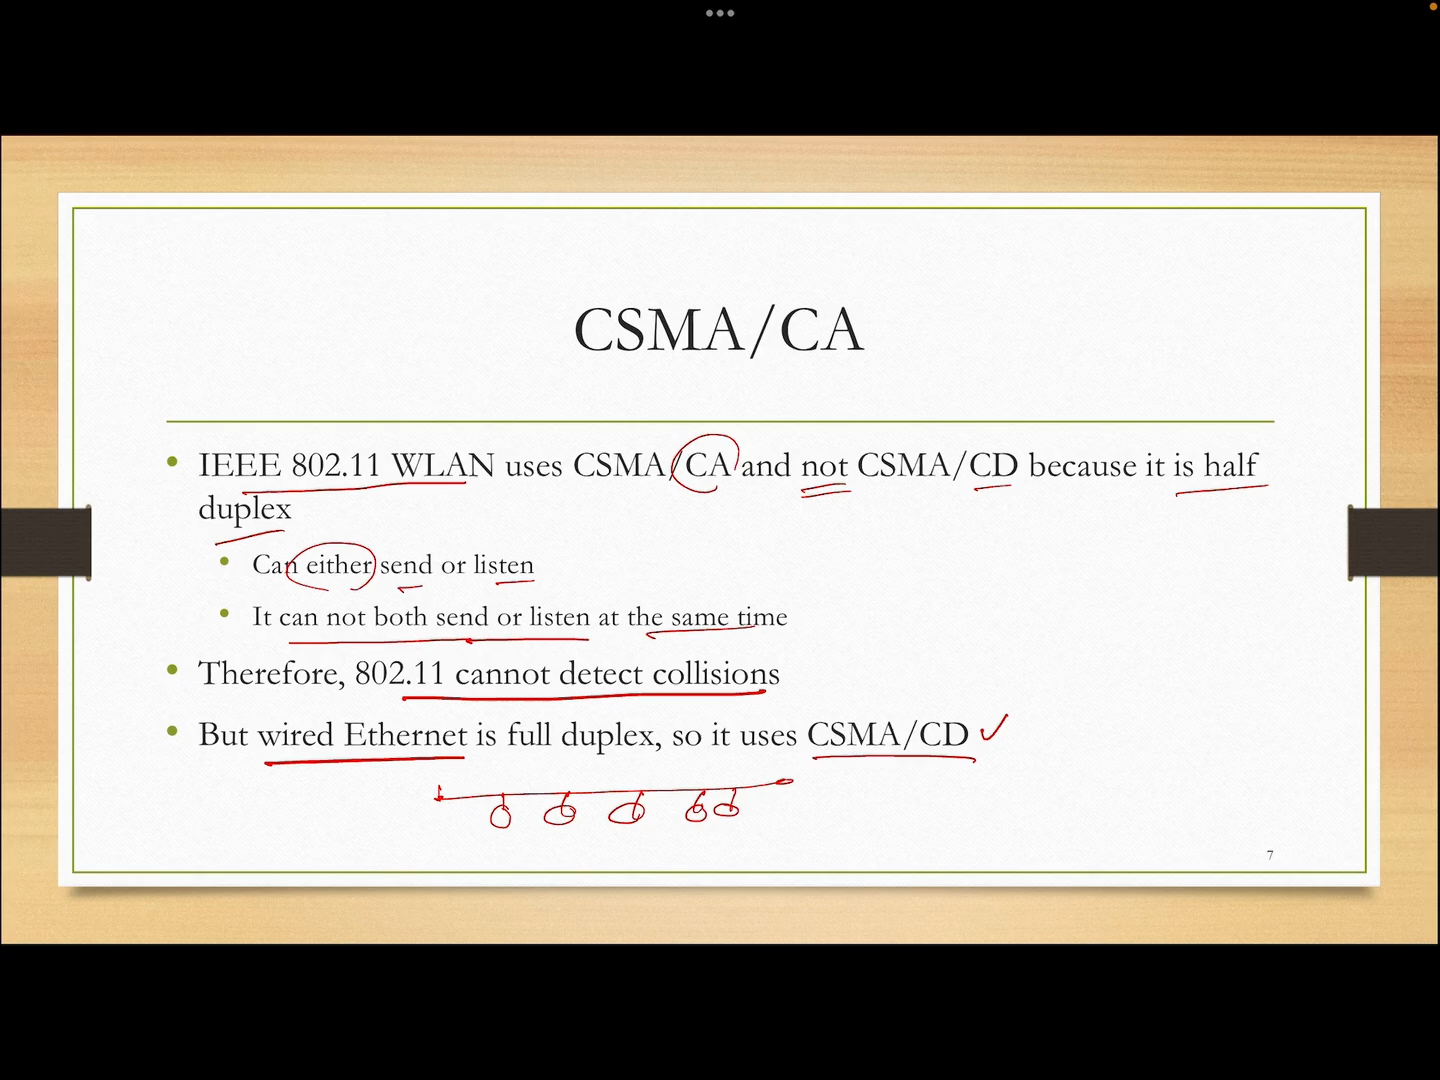 CSMA/CA
IEEE 802.11 WLAN uses CSMA/CA and not CSMA/CD because it is half
duplex
Can either send or listen
It can not both send or listen at the same time
Therefore, 802.11 cannot detect collisions
But wired Ethernet is full duplex, so it uses CSMA/CD
7